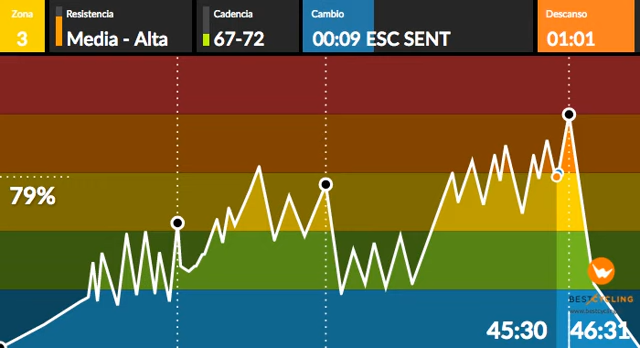 Zona
3
Resistencia
Media - Alta
Cadencia
67-72
Cambio
00:09 ESC SENT
Descanso
01:01
79%
BESTCYCLING
45:30
46:31